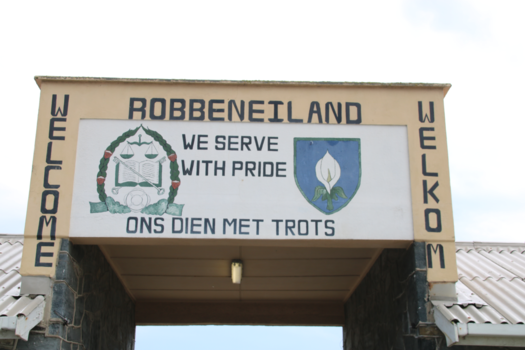 ROBBENEILAND
WELCOME
WE SERVE
WITH PRIDE
ONS DIEN MET TROTS
WELKOM